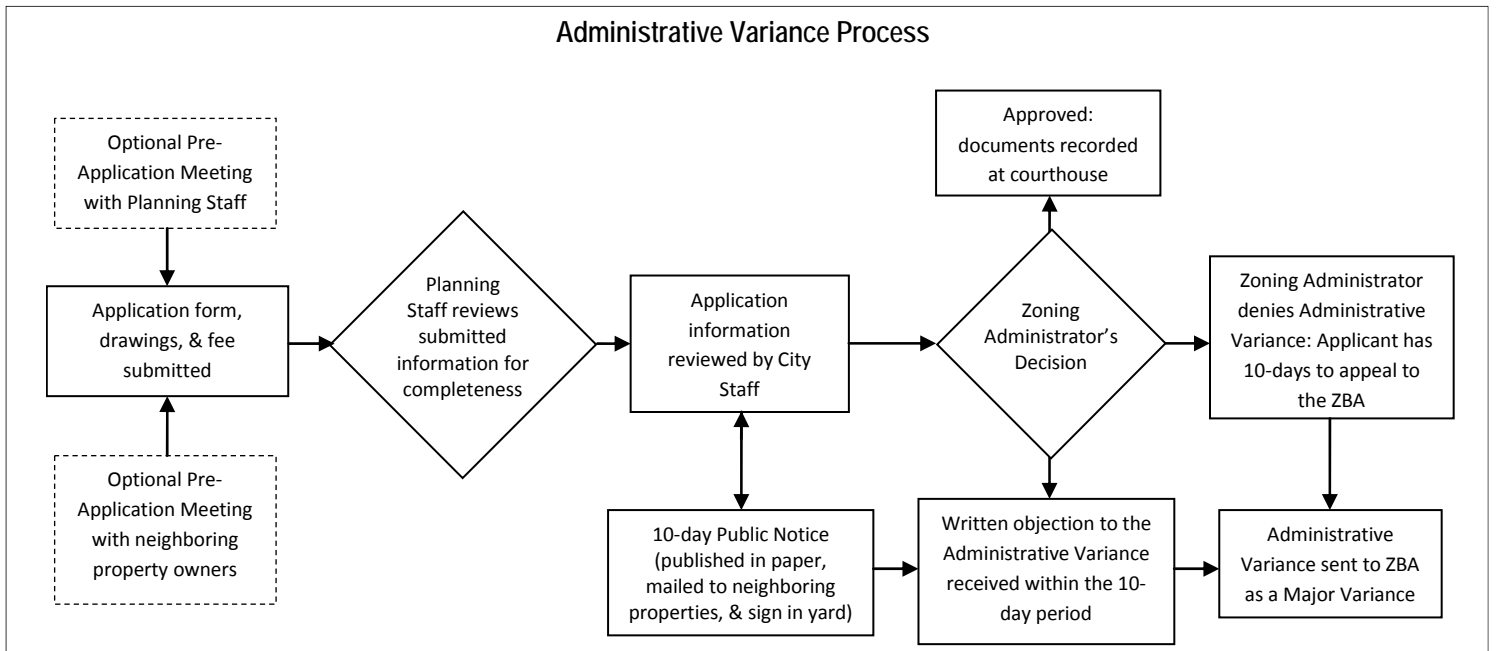 Administrative Variance Process
Optional Pre-
Application Meeting
with Planning Staff
Application form,
drawings, & fee
submitted
Optional Pre-
Application Meeting
with neighboring
property owners
Planning
Staff reviews
submitted
information for
completeness
Application
information
reviewed by City
Staff
10-day Public Notice
(published in paper,
mailed to neighboring
properties, & sign in yard)
Approved:
documents recorded
at courthouse
Zoning
Administrator’s
Decision
Written objection to the
Administrative Variance
received within the 10-
day period
Zoning Administrator
denies Administrative
Variance: Applicant has
10-days to appeal to
the ZBA
Administrative
Variance sent to ZBA
as a Major Variance